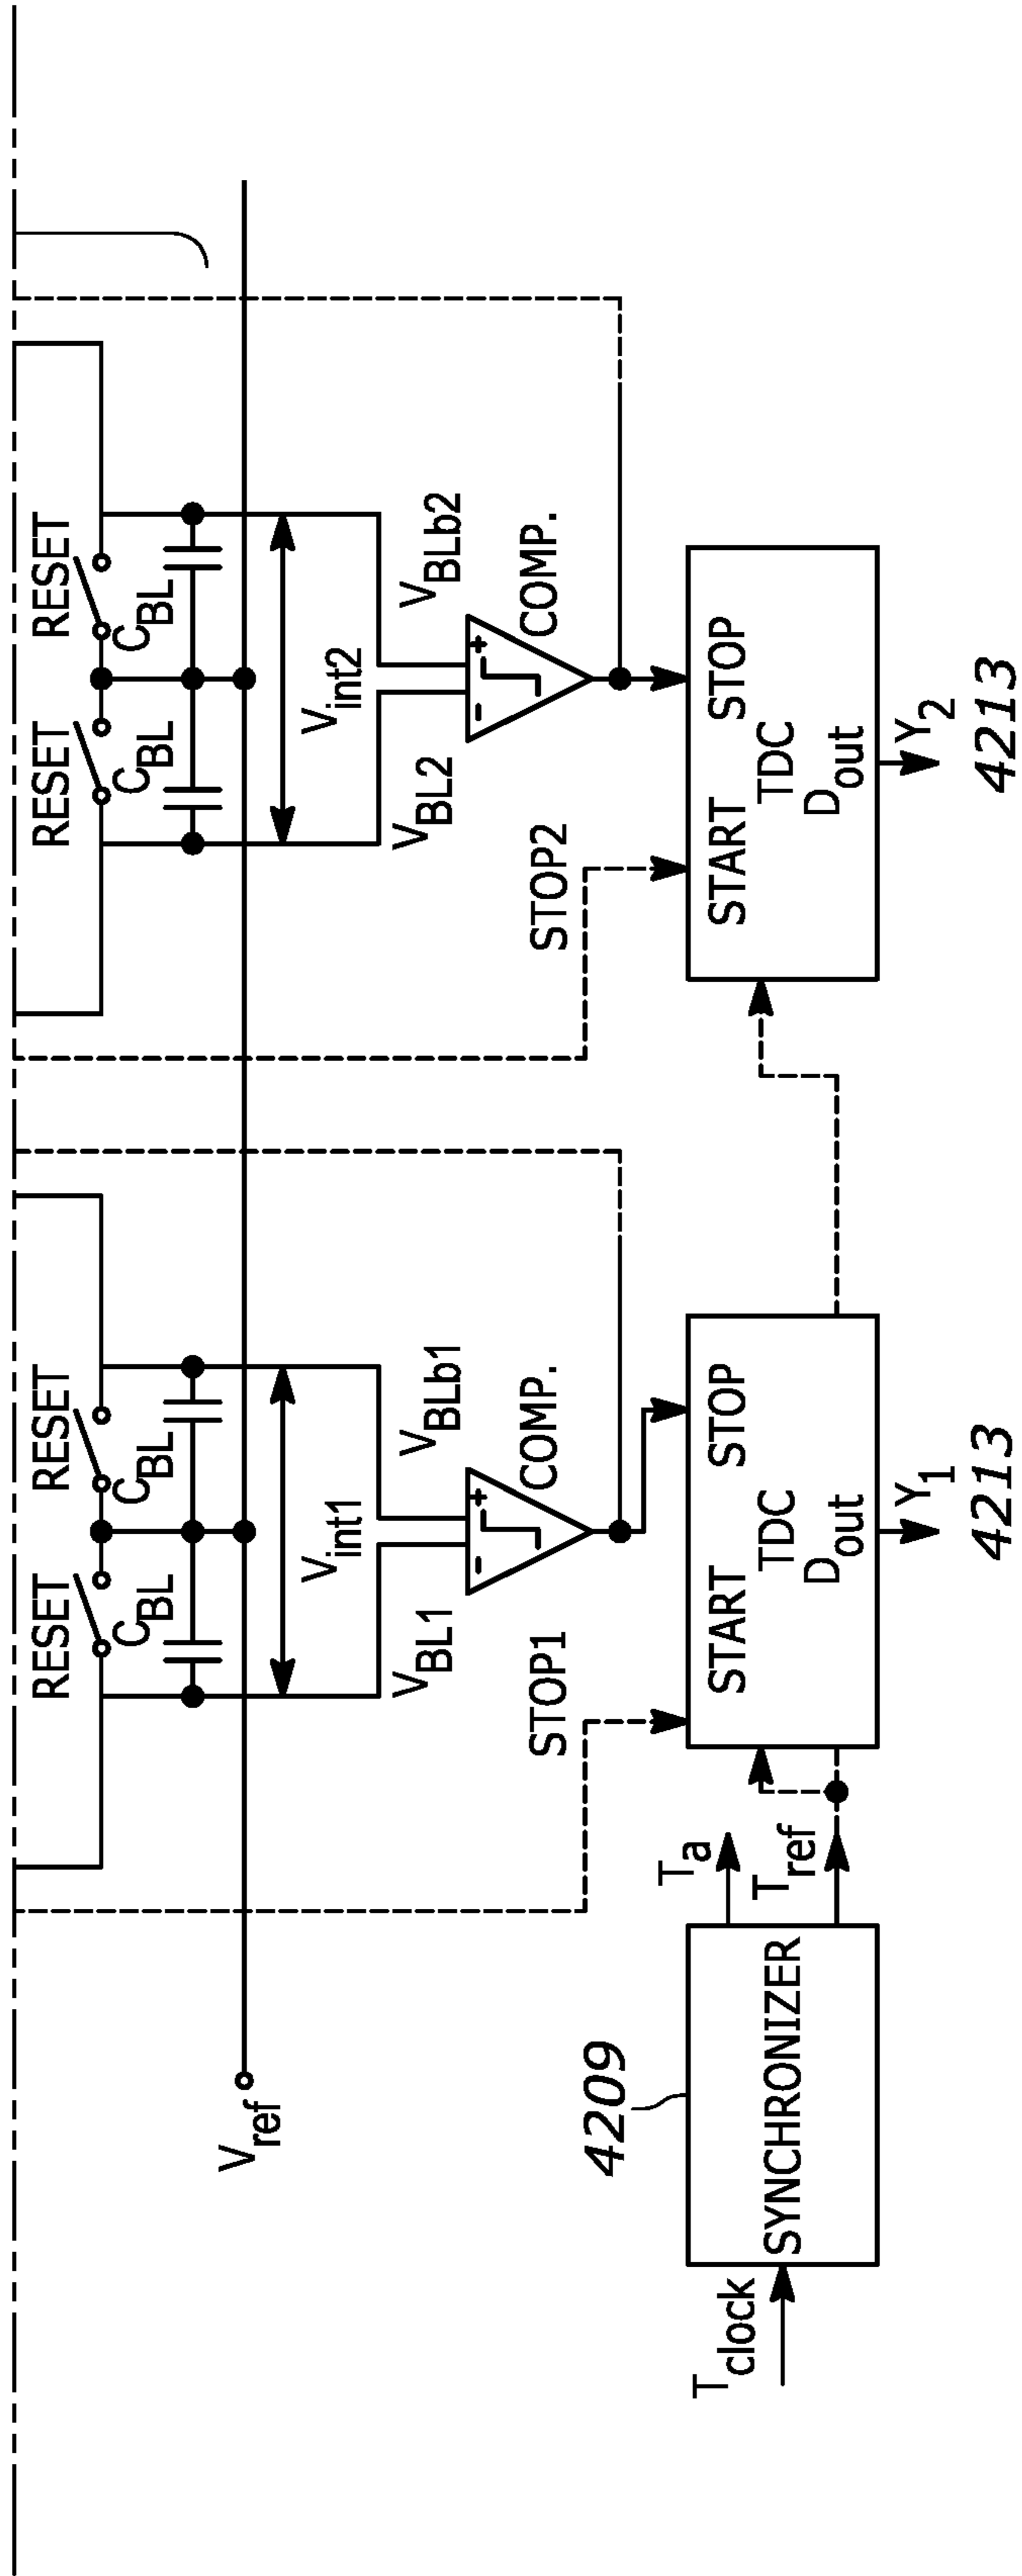 RESET RESET RESET RESET
C_BL C_BL C_BL C_BL
V_ref
V_int1 V_int2
V_BL1 V_BLb1 V_BL2 V_BLb2
- + - +
COMP. COMP.
STOP1 STOP2
4209
T_clock
SYNCHRONIZER
T_a
T_ref
START STOP
TDC
D_out
Y_1
4213
START STOP
TDC
D_out
Y_2
4213